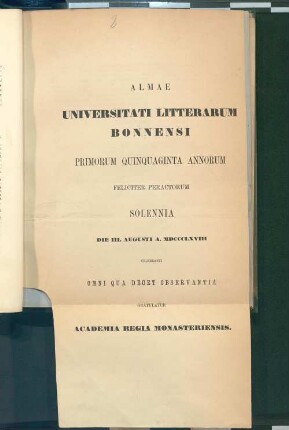 8
ALMAE
UNIVERSITATI LITTERARUM
BONNENSI
PRIMORUM QUINQUAGINTA ANNORUM
FELICITER PERACTORUM
SOLENNIA
DIE III. AUGUSTI A. MDCCCLXVIII
OMNI QUA DECET OBSERVANTIA
GRATULATUR
ACADEMIA REGIA MONASTERIENSIS.